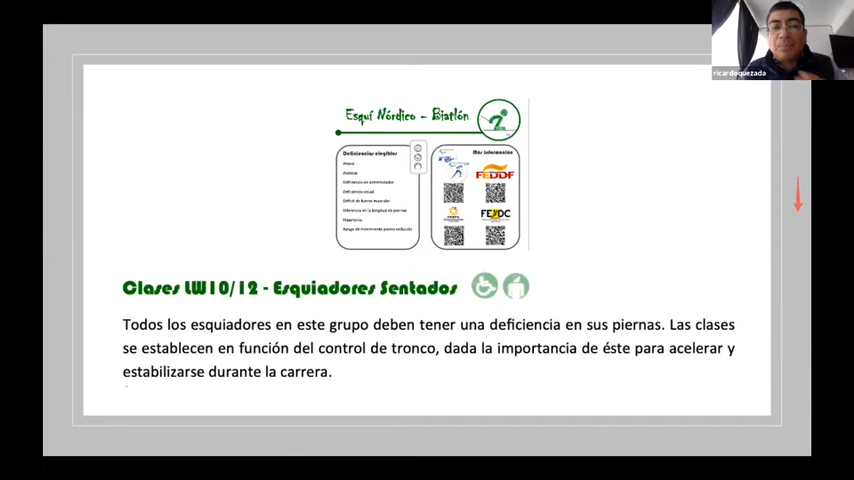 ricardoquezada
Esquí Nórdico - Biatlón
Deficiencias elegibles
Ataxia
Atetosis
Deficiencia en extremidades
Deficiencia visual
Déficit de fuerza muscular
Diferencia en la longitud de piernas
Hipertonía
Rango de movimiento pasivo reducido
Más información
FEDDF
Clases LW10/12 - Esquiadores Sentados
Todos los esquiadores en este grupo deben tener una deficiencia en sus piernas. Las clases
se establecen en función del control de tronco, dada la importancia de éste para acelerar y
estabilizarse durante la carrera.